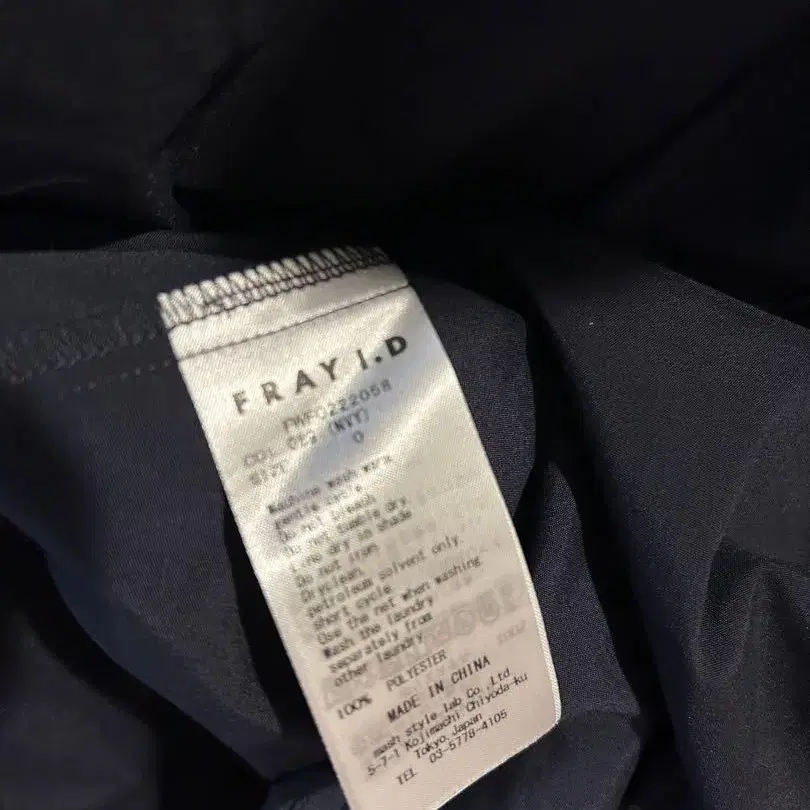 FRAY I.D
FWFO222058
COL 089 (NVY)
SIZE 0
Machine wash warm
gentle cycle.
Do not bleach
Do not tumble dry.
Line dry in shade
Do not iron
Dryclean.
petroleum solvent only.
short cycle.
Use the net when washing
Wash the laundry
separately from
other laundry
100% POLYESTER
MADE IN CHINA
mash style lab Co.,Ltd
5-7-1 Kojimachi Chiyoda-ku
Tokyo, Japan
TEL 03-5778-4105